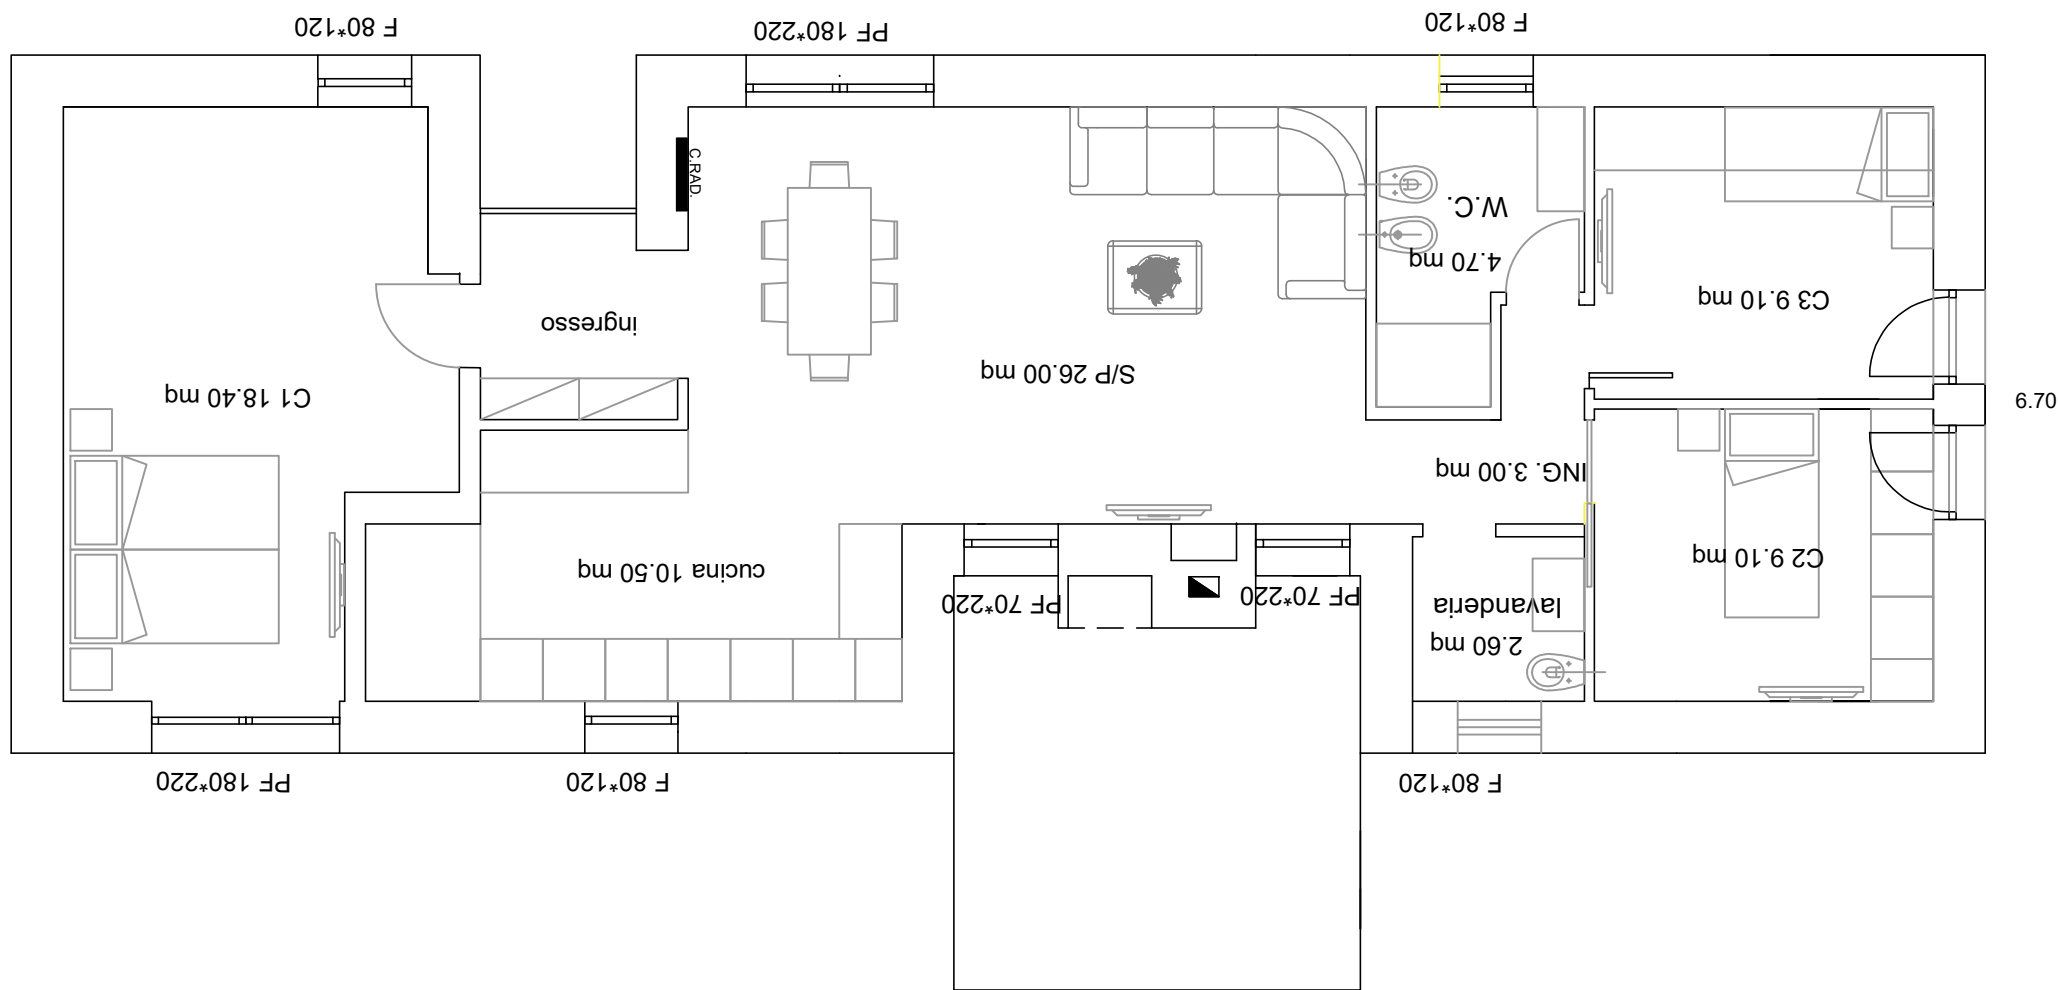 F 80*120
PF 180*220
F 80*120
C.RAD.
W.C.
4.70 mq
C3 9.10 mq
ingresso
S/P 26.00 mq
C1 18.40 mq
6.70
ING. 3.00 mq
cucina 10.50 mq
C2 9.10 mq
PF 70*220
PF 70*220
lavanderia
2.60 mq
PF 180*220
F 80*120
F 80*120